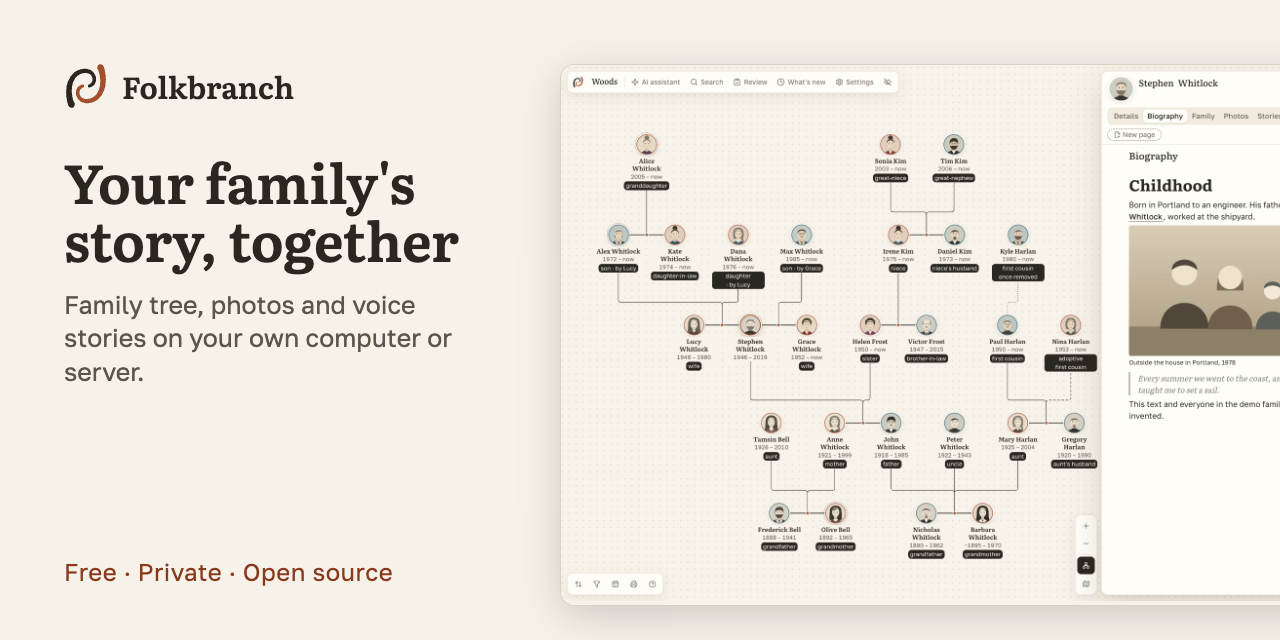 Folkbranch
Your family's
story, together
Family tree, photos and voice
stories on your own computer or
server.
Free · Private · Open source
Woods
AI assistant
Search
Review
What's new
Settings
Alice
Whitlock
2005 – now
granddaughter
Sonia Kim
2003 – now
great-niece
Tim Kim
2006 – now
great-nephew
Alex Whitlock
1972 – now
son · by Lucy
Kate
Whitlock
1974 – now
daughter-in-law
Dana
Whitlock
1976 – now
daughter
· by Lucy
Max Whitlock
1985 – now
son · by Grace
Irene Kim
1975 – now
niece
Daniel Kim
1973 – now
niece's husband
Kyle Harlan
1980 – now
first cousin
once removed
Lucy
Whitlock
1948 – 1980
wife
Stephen
Whitlock
1946 – 2019
Grace
Whitlock
1952 – now
wife
Helen Frost
1950 – now
sister
Victor Frost
1947 – 2015
brother-in-law
Paul Harlan
1950 – now
first cousin
Nina Harlan
1953 – now
adoptive
first cousin
Tamsin Bell
1926 – 2010
aunt
Anne
Whitlock
1921 – 1999
mother
John
Whitlock
1918 – 1985
father
Peter
Whitlock
1922 – 1943
uncle
Mary Harlan
1925 – 2004
aunt
Gregory
Harlan
1920 – 1990
aunt's husband
Frederick Bell
1888 – 1941
grandfather
Olive Bell
1892 – 1965
grandmother
Nicholas
Whitlock
1890 – 1962
grandfather
Barbara
Whitlock
~1895 – 1970
grandmother
Stephen Whitlock
Details
Biography
Family
Photos
Stories
New page
Biography
Childhood
Born in Portland to an engineer. His fathe
Whitlock, worked at the shipyard.
Outside the house in Portland, 1978
Every summer we went to the coast, an
taught me to set a sail.
This text and everyone in the demo famil
invented.